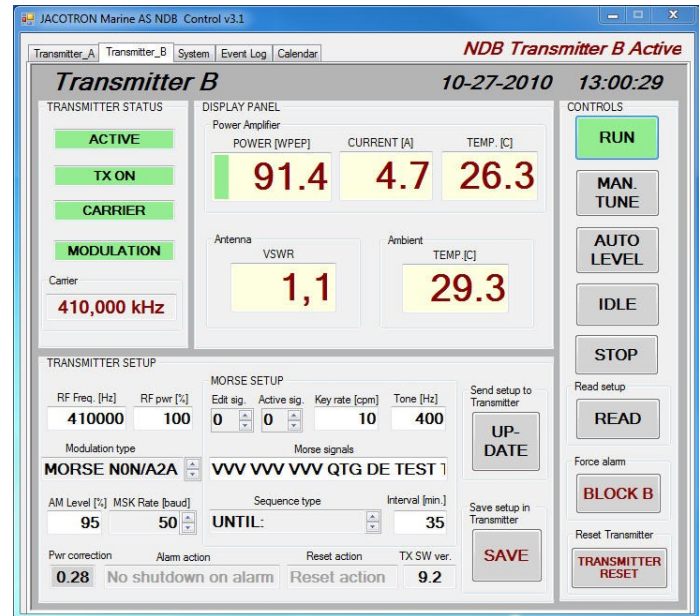 JACOTRON Marine AS NDB Control v3.1
Transmitter_A Transmitter_B System Event Log Calendar
NDB Transmitter B Active
Transmitter B 10-27-2010 13:00:29
TRANSMITTER STATUS
ACTIVE
TX ON
CARRIER
MODULATION
Carrier
410,000 kHz
DISPLAY PANEL
Power Amplifier
POWER [WPEP] CURRENT [A] TEMP. [C]
91.4 4.7 26.3
Antenna
VSWR
1,1
Ambient
TEMP.[C]
29.3
CONTROLS
RUN
MAN.
TUNE
AUTO
LEVEL
IDLE
STOP
Read setup
READ
Force alarm
BLOCK B
Reset Transmitter
TRANSMITTER
RESET
TRANSMITTER SETUP
RF Freq. [Hz] RF pwr [%]
410000 100
Modulation type
MORSE N0N/A2A
AM Level [%] MSK Rate [baud]
95 50
MORSE SETUP
Edit sig. Active sig. Key rate [cpm] Tone [Hz]
0 0 10 400
Morse signals
VVV VVV VVV QTG DE TEST
Sequence type Interval [min.]
UNTIL: 35
Pwr correction Alarm action Reset action TX SW ver.
0.28 No shutdown on alarm Reset action 9.2
Send setup to
Transmitter
UP-
DATE
Save setup in
Transmitter
SAVE